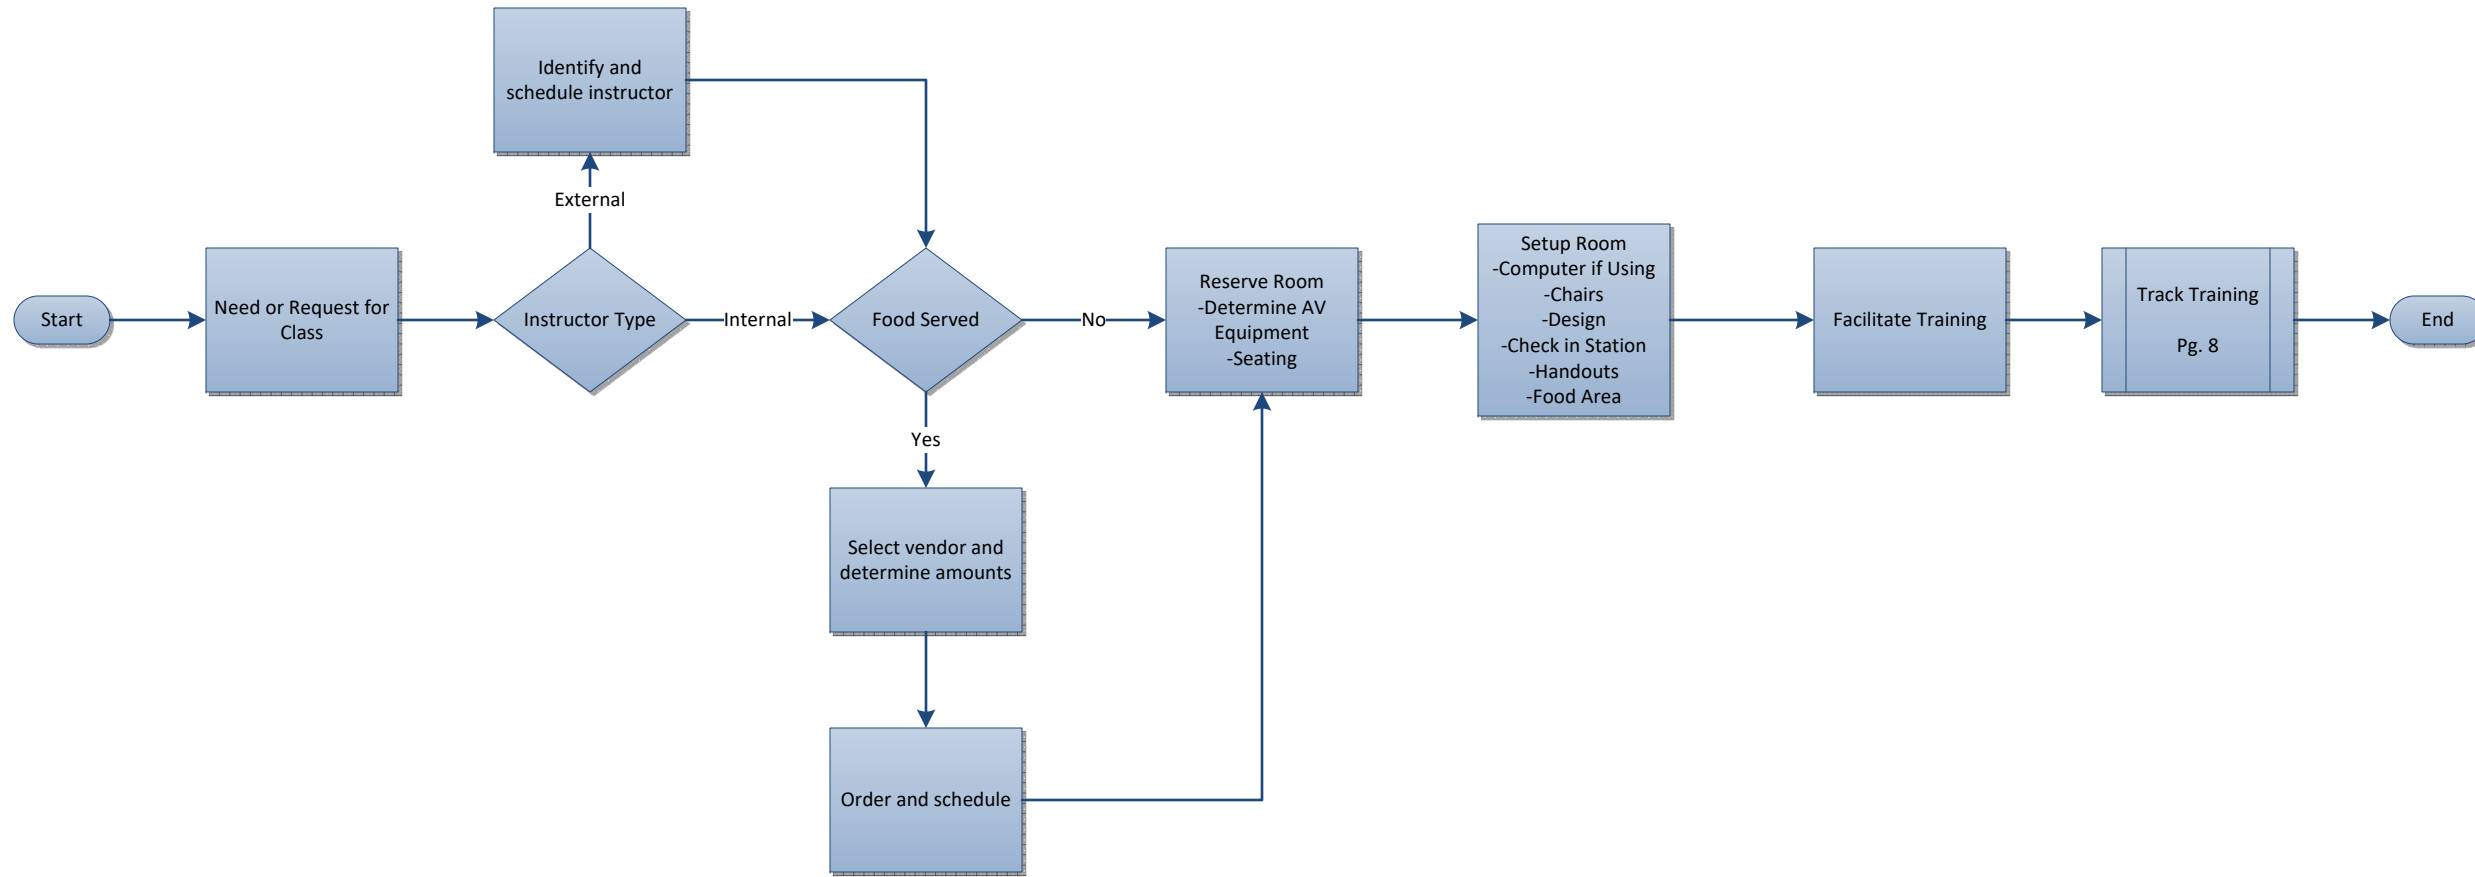 Identify and
schedule instructor
External
Start
Need or Request for
Class
Instructor Type
Internal
Food Served
No
Reserve Room
-Determine AV
Equipment
-Seating
Setup Room
-Computer if Using
-Chairs
-Design
-Check in Station
-Handouts
-Food Area
Facilitate Training
Track Training
Pg. 8
End
Yes
Select vendor and
determine amounts
Order and schedule